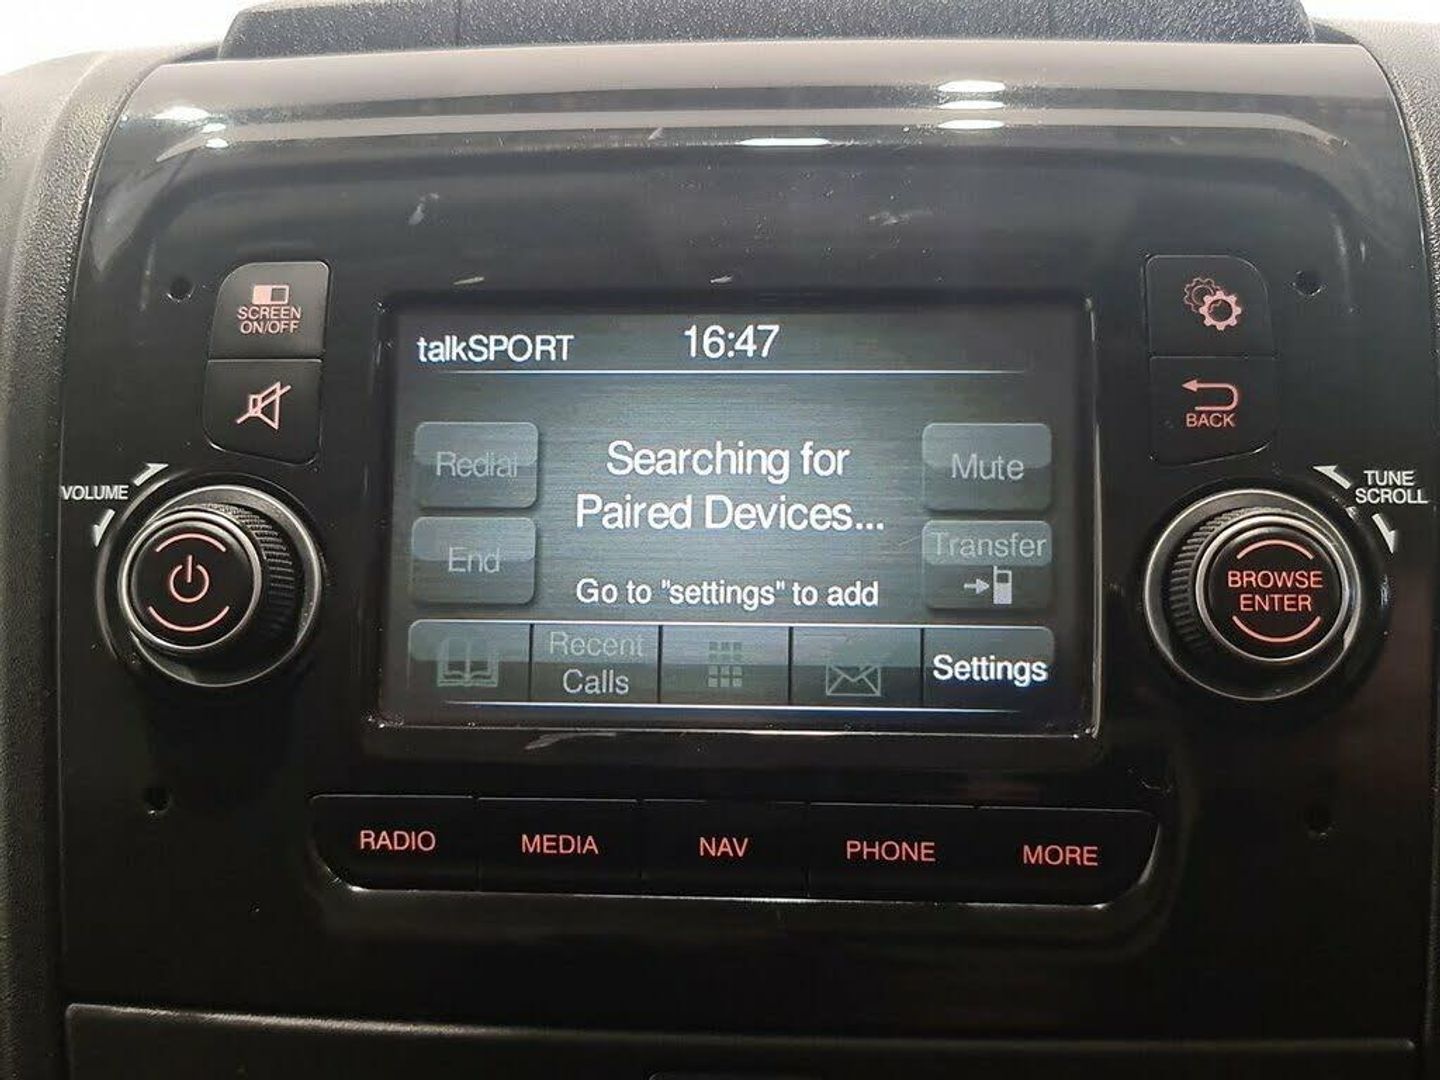 SCREEN
ON/OFF
talkSPORT
16:47
Redial
Searching for
Paired Devices...
Mute
BACK
VOLUME
TUNE
SCROLL
End
Transfer
Go to "settings" to add
BROWSE
ENTER
Recent
Calls
Settings
RADIO
MEDIA
NAV
PHONE
MORE